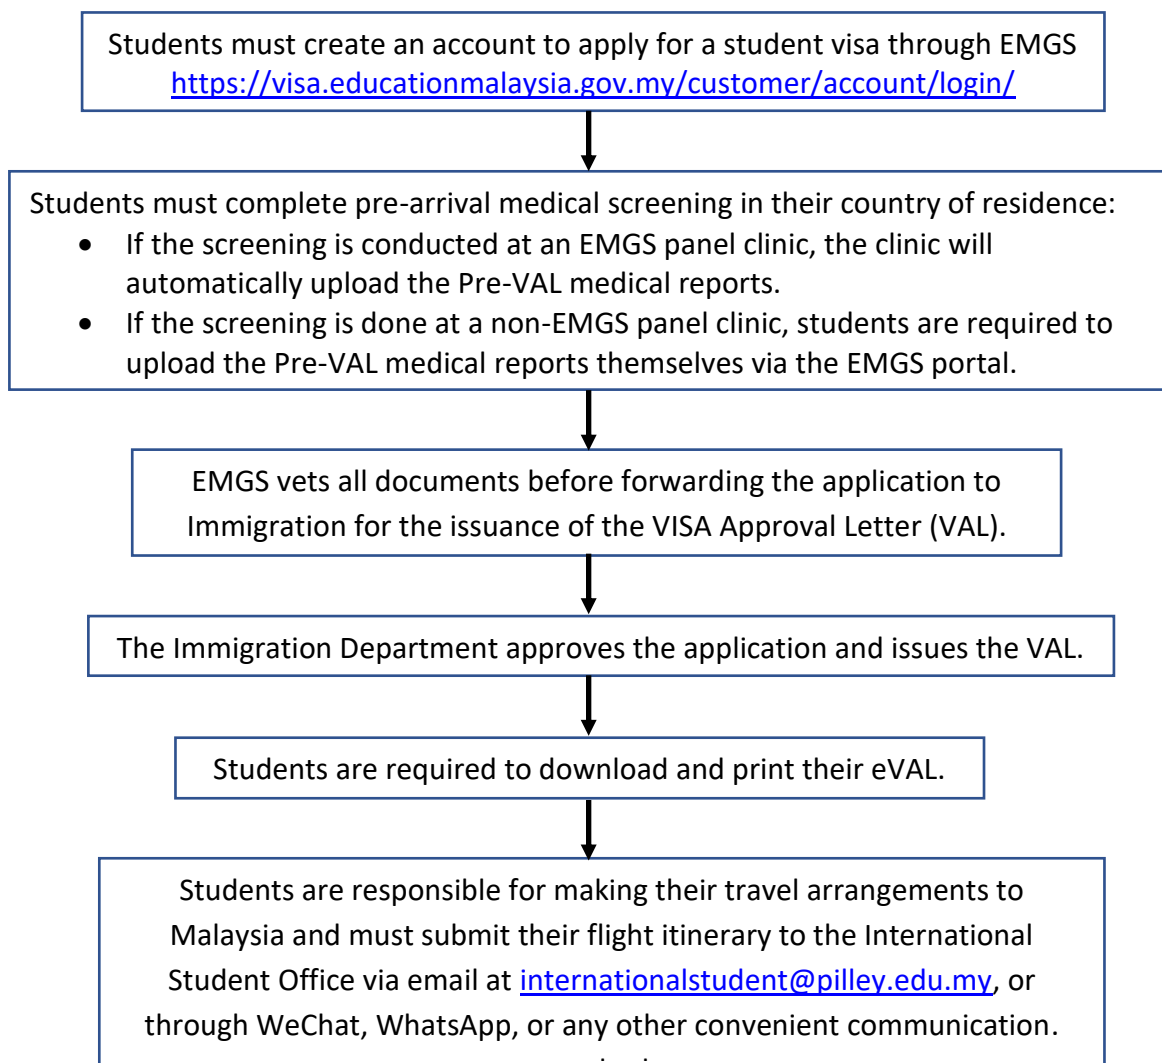 Students must create an account to apply for a student visa through EMGS
https://visa.educationmalaysia.gov.my/customer/account/login/
Students must complete pre-arrival medical screening in their country of residence:
• If the screening is conducted at an EMGS panel clinic, the clinic will
automatically upload the Pre-VAL medical reports.
• If the screening is done at a non-EMGS panel clinic, students are required to
upload the Pre-VAL medical reports themselves via the EMGS portal.
EMGS vets all documents before forwarding the application to
Immigration for the issuance of the VISA Approval Letter (VAL).
The Immigration Department approves the application and issues the VAL.
Students are required to download and print their eVAL.
Students are responsible for making their travel arrangements to
Malaysia and must submit their flight itinerary to the International
Student Office via email at internationalstudent@pilley.edu.my, or
through WeChat, WhatsApp, or any other convenient communication.